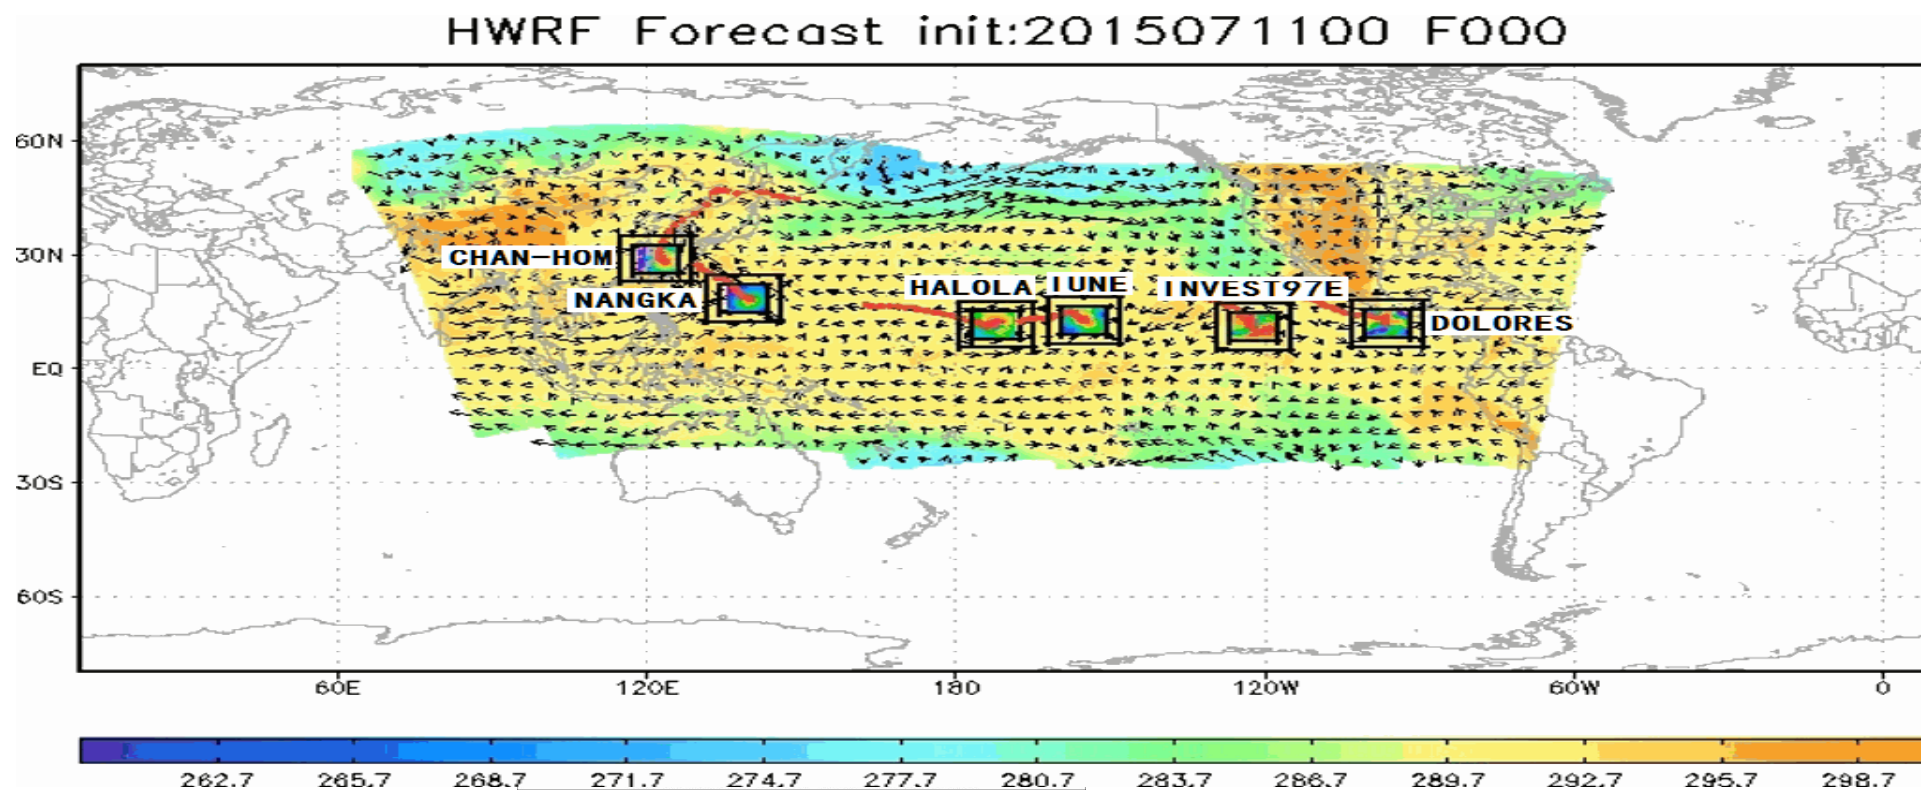 HWRF Forecast init:2015071100 F000
60N
30N
EQ
30S
60S
CHAN-HOM
NANGKA
HALOLA
IUNE
INVEST97E
DOLORES
60E 120E 180 120W 60W 0
262.7 265.7 268.7 271.7 274.7 277.7 280.7 283.7 286.7 289.7 292.7 295.7 298.7